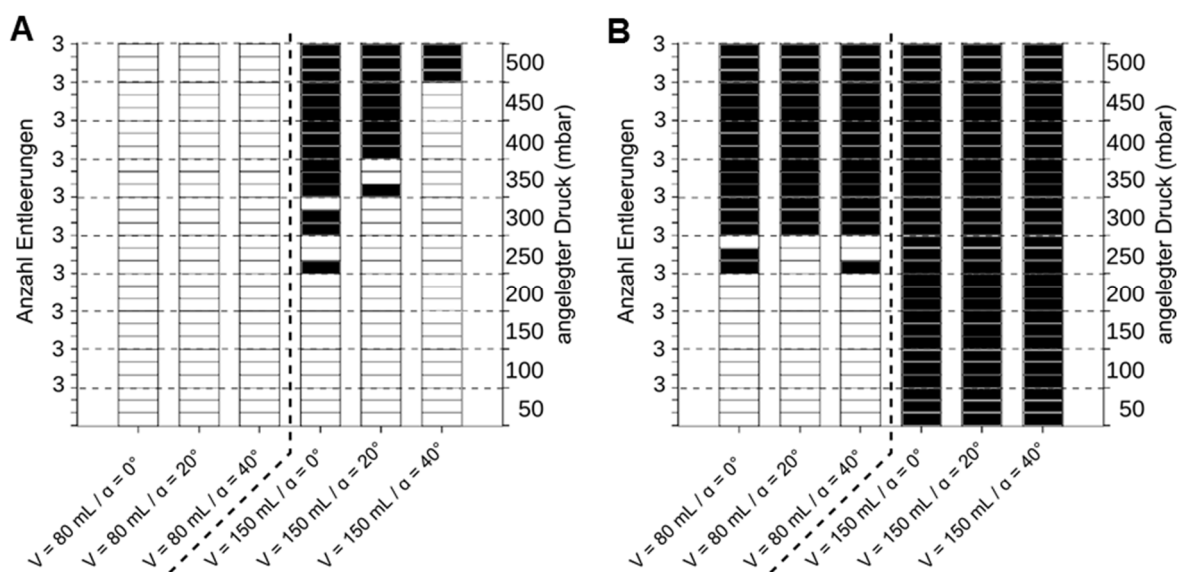 A
B
Anzahl Entleerungen
3
3
3
3
3
3
3
3
3
3
500
450
400
350
300
250
200
150
100
50
angelegter Druck (mbar)
V = 80 mL / α = 0°
V = 80 mL / α = 20°
V = 80 mL / α = 40°
V = 150 mL / α = 0°
V = 150 mL / α = 20°
V = 150 mL / α = 40°
Anzahl Entleerungen
3
3
3
3
3
3
3
3
3
3
500
450
400
350
300
250
200
150
100
50
angelegter Druck (mbar)
V = 80 mL / α = 0°
V = 80 mL / α = 20°
V = 80 mL / α = 40°
V = 150 mL / α = 0°
V = 150 mL / α = 20°
V = 150 mL / α = 40°